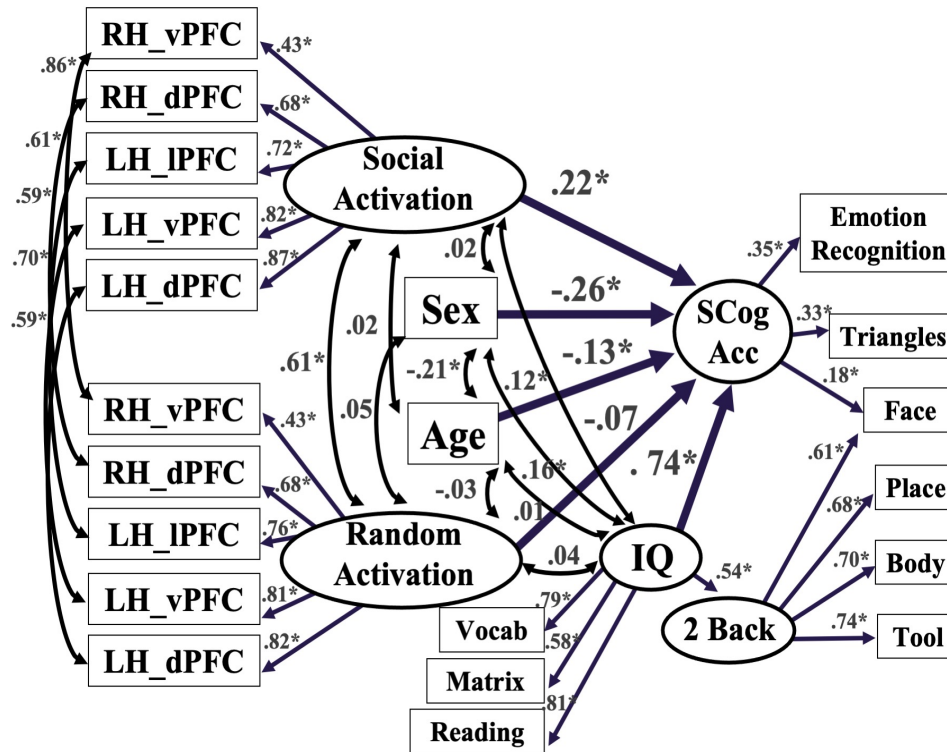 RH_vPFC
.43*
.86*
RH_dPFC
.68*
.61*
LH_lPFC
.72*
Social
Activation
.22*
.59*
LH_vPFC
.82*
.70*
LH_dPFC
.87*
.59*
.02
Emotion
Recognition
.35*
Sex
-.26*
SCog
Acc
.33*
Triangles
.02
.61*
-.21*
.12*
-.13*
.18*
.05
Age
-.07
Face
RH_vPFC
.43*
.61*
-.03
.16*
.74*
RH_dPFC
.68*
.01
.68*
Place
LH_lPFC
.76*
Random
Activation
.04
IQ
.54*
.70*
Body
LH_vPFC
.81*
.79*
Vocab
.58*
2 Back
.74*
Tool
LH_dPFC
.82*
Matrix
.81*
Reading